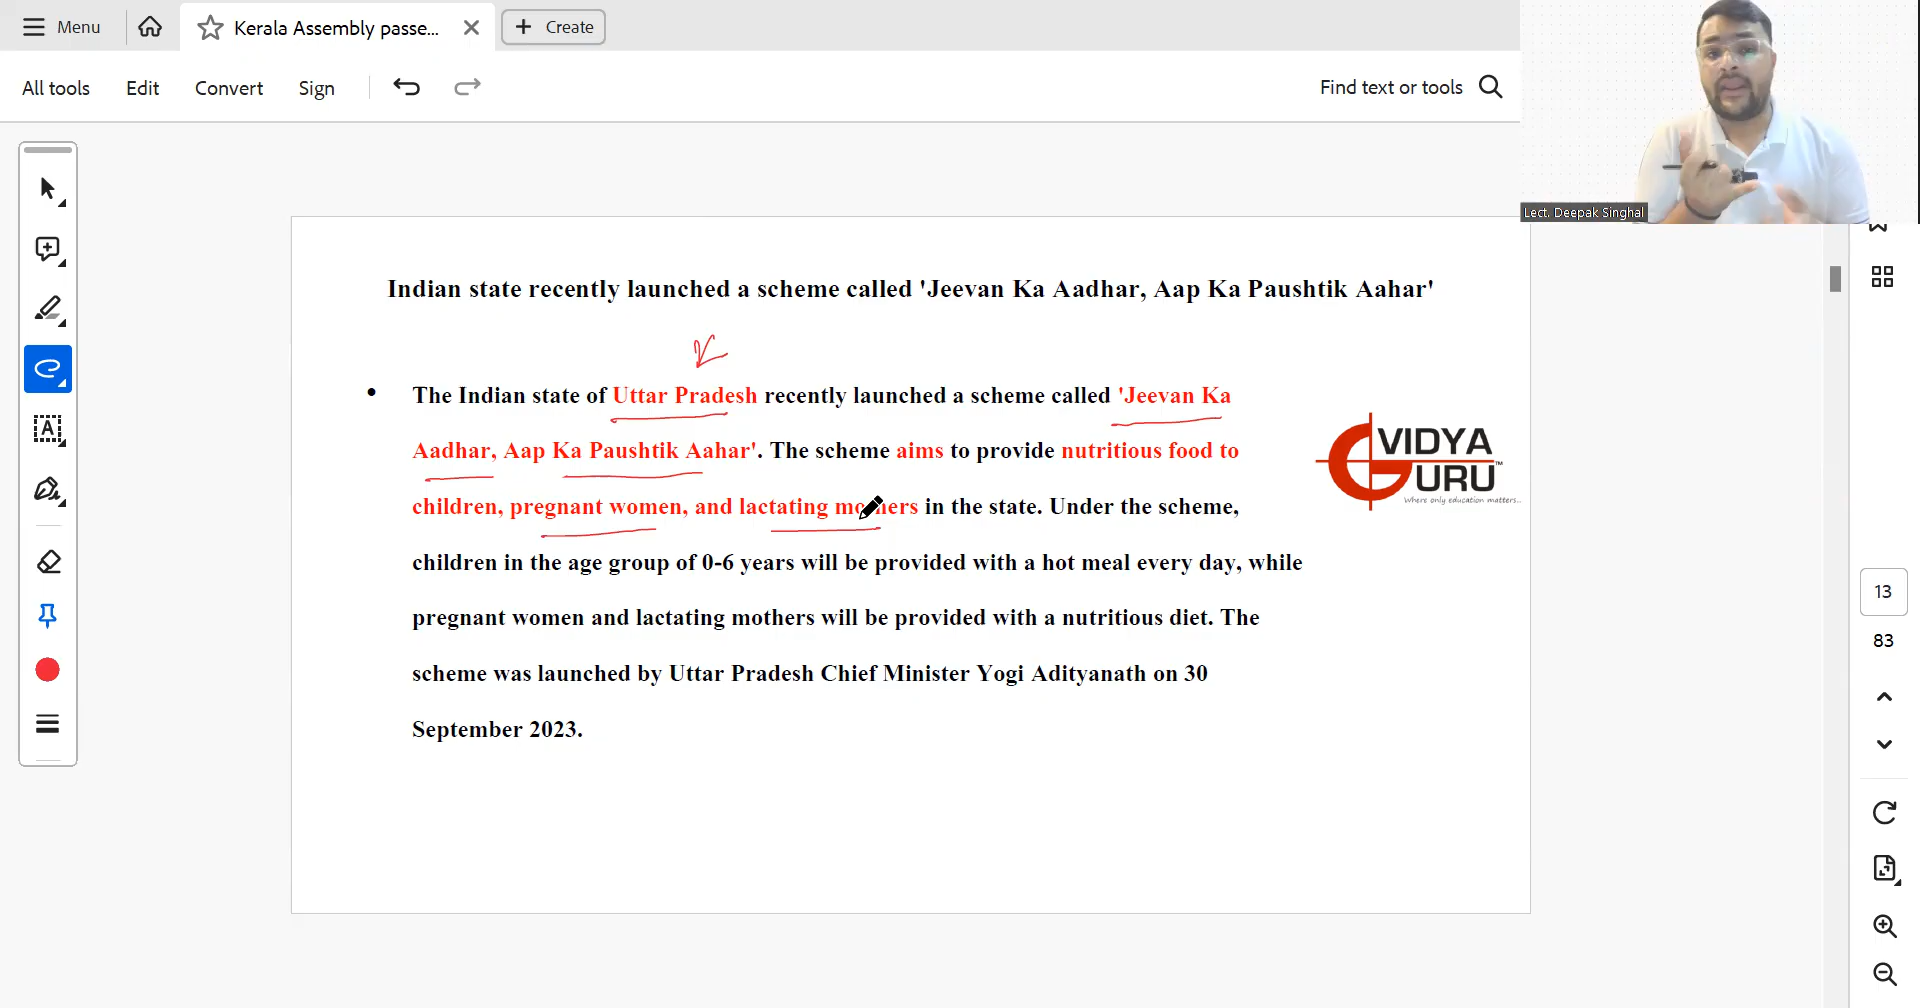 Menu
Kerala Assembly passe...
Create
All tools
Edit
Convert
Sign
Find text or tools
Lect. Deepak Singhal
Indian state recently launched a scheme called 'Jeevan Ka Aadhar, Aap Ka Paushtik Aahar'
• The Indian state of Uttar Pradesh recently launched a scheme called 'Jeevan Ka
Aadhar, Aap Ka Paushtik Aahar'. The scheme aims to provide nutritious food to
children, pregnant women, and lactating mothers in the state. Under the scheme,
children in the age group of 0-6 years will be provided with a hot meal every day, while
pregnant women and lactating mothers will be provided with a nutritious diet. The
scheme was launched by Uttar Pradesh Chief Minister Yogi Adityanath on 30
September 2023.
VIDYA
GURU™
Where only education matters...
A
13
83